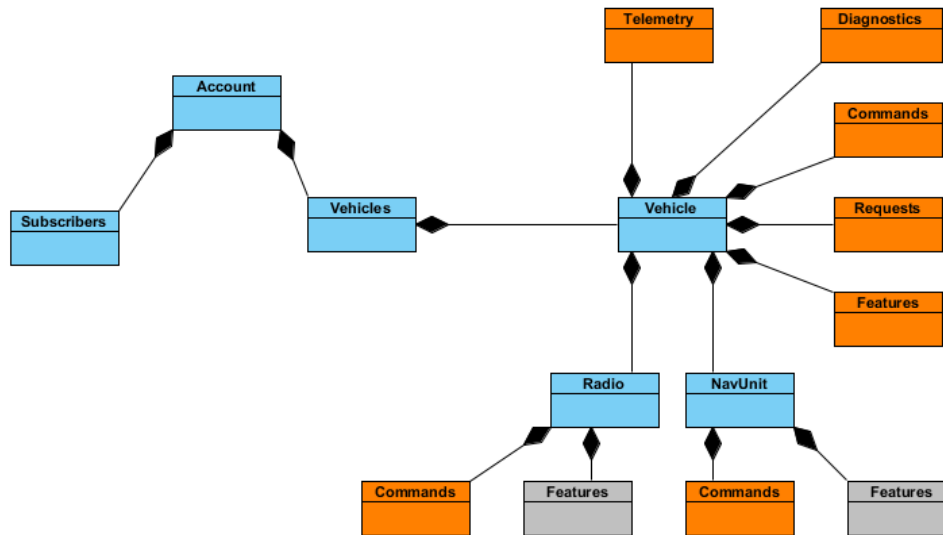 Telemetry
Diagnostics
Account
Commands
Subscribers
Vehicles
Vehicle
Requests
Features
Radio
NavUnit
Commands
Features
Commands
Features